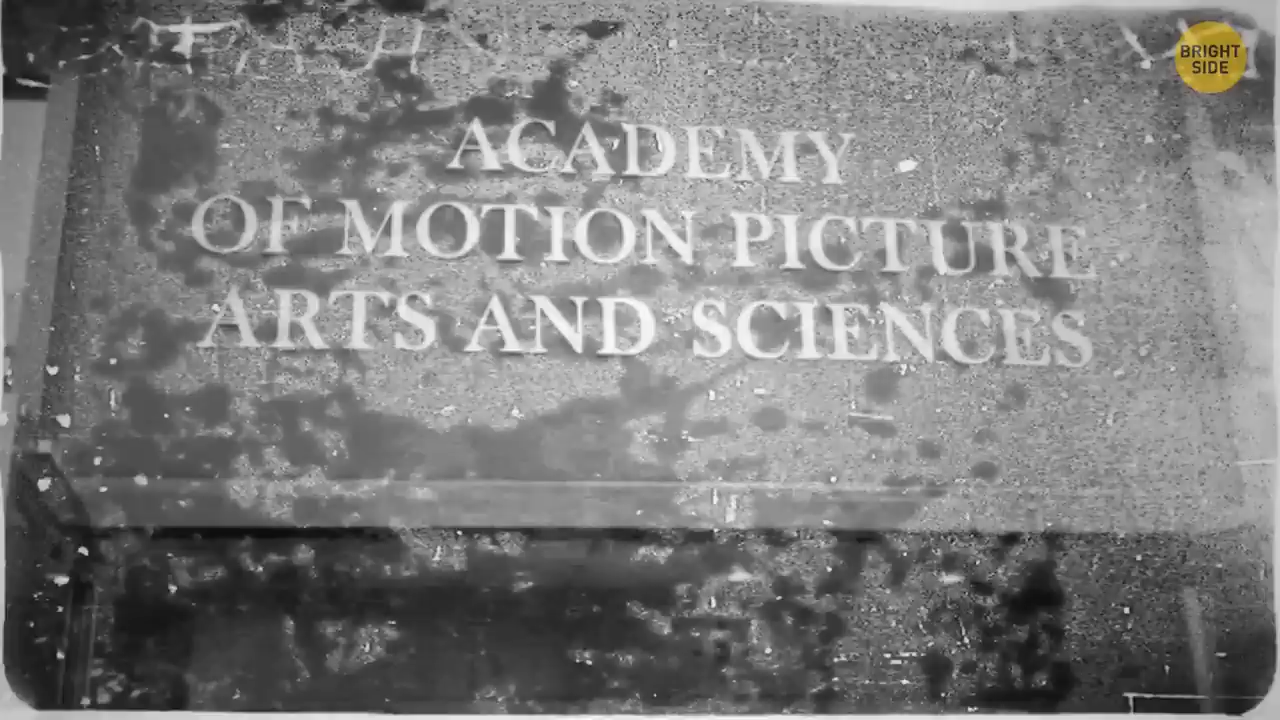 BRIGHT
SIDE
ACADEMY
OF MOTION PICTURE
ARTS AND SCIENCES